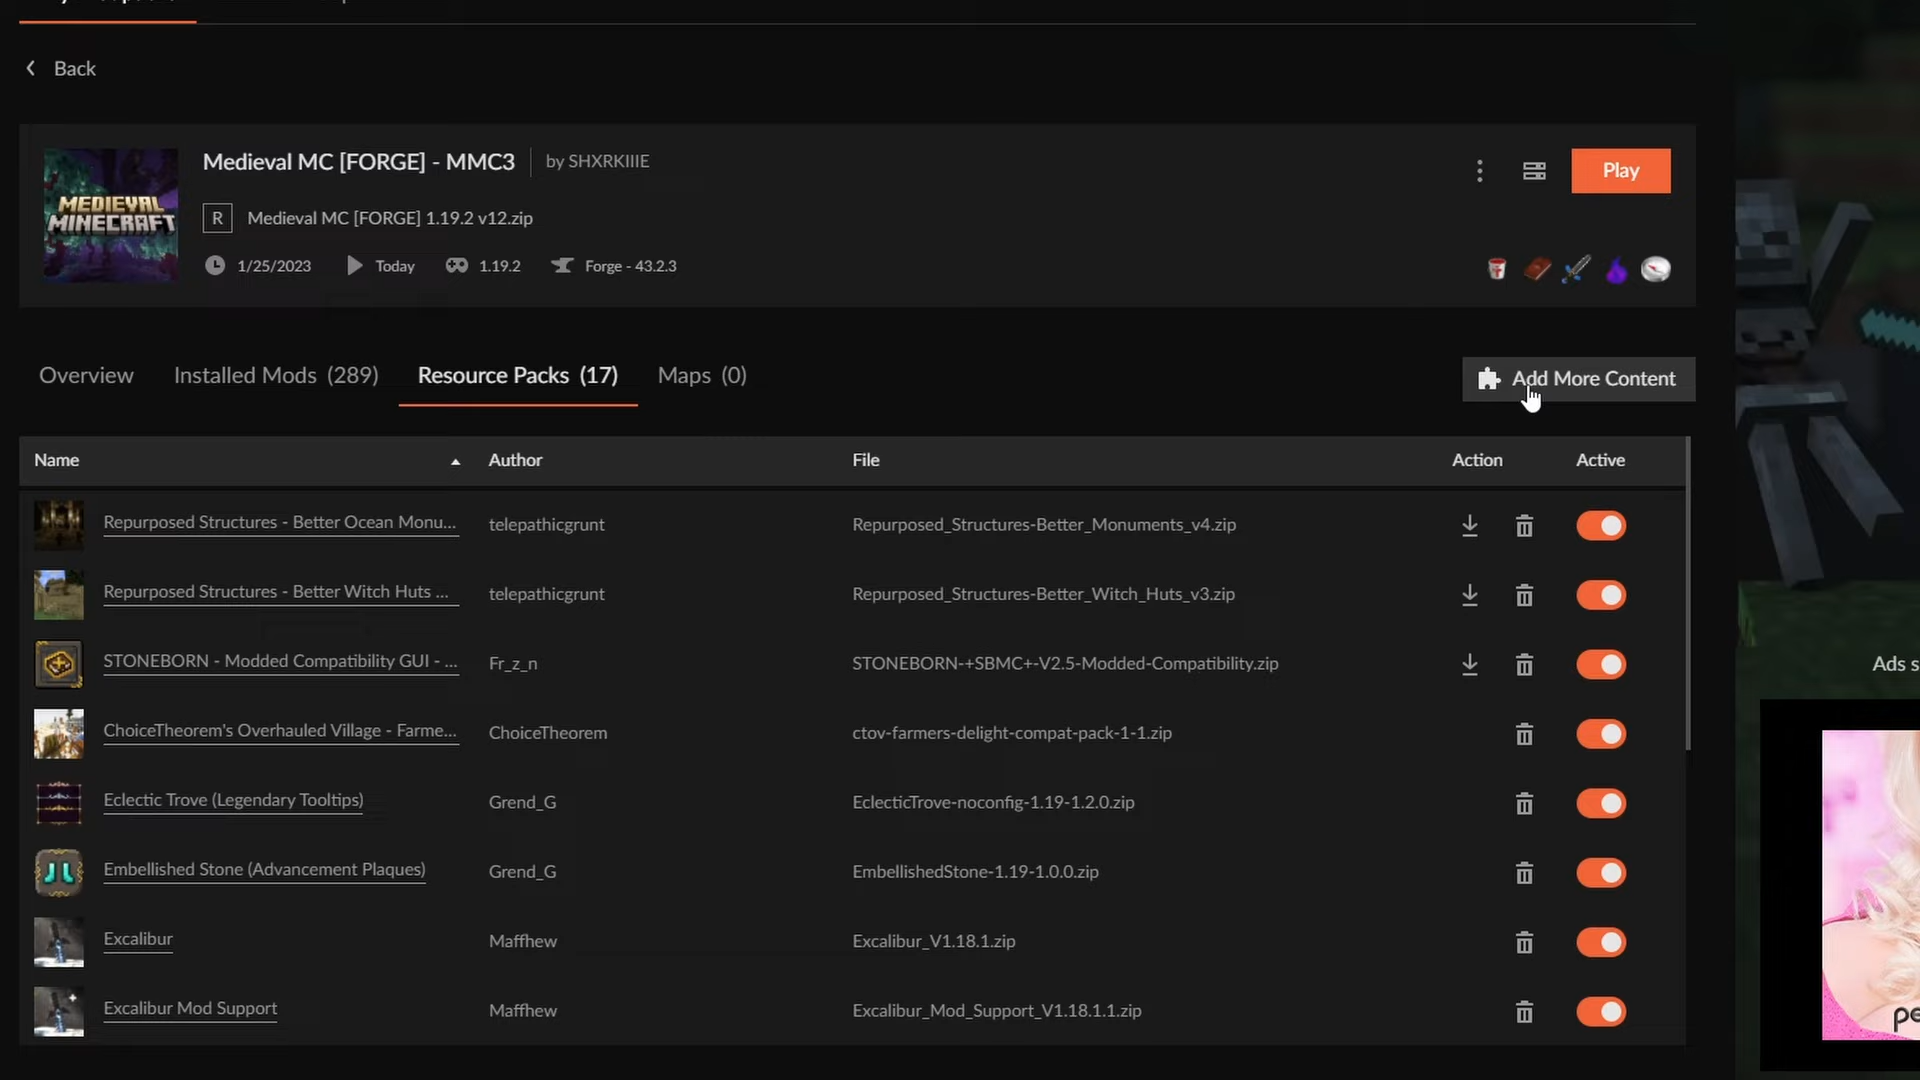 Back
MEDIEVAL
MINECRAFT
Medieval MC [FORGE] - MMC3
by SHXRKIIIE
Play
R
Medieval MC [FORGE] 1.19.2 v12.zip
1/25/2023
Today
1.19.2
Forge - 43.2.3
Overview
Installed Mods (289)
Resource Packs (17)
Maps (0)
Add More Content
Name
Author
File
Action
Active
Repurposed Structures - Better Ocean Monu...
telepathicgrunt
Repurposed_Structures-Better_Monuments_v4.zip
Repurposed Structures - Better Witch Huts ...
telepathicgrunt
Repurposed_Structures-Better_Witch_Huts_v3.zip
STONEBORN - Modded Compatibility GUI - ...
Fr_z_n
STONEBORN-+SBMC+-V2.5-Modded-Compatibility.zip
Ads s
ChoiceTheorem's Overhauled Village - Farme...
ChoiceTheorem
ctov-farmers-delight-compat-pack-1-1.zip
Eclectic Trove (Legendary Tooltips)
Grend_G
EclecticTrove-noconfig-1.19-1.2.0.zip
Embellished Stone (Advancement Plaques)
Grend_G
EmbellishedStone-1.19-1.0.0.zip
Excalibur
Maffhew
Excalibur_V1.18.1.zip
Excalibur Mod Support
Maffhew
Excalibur_Mod_Support_V1.18.1.1.zip
pe